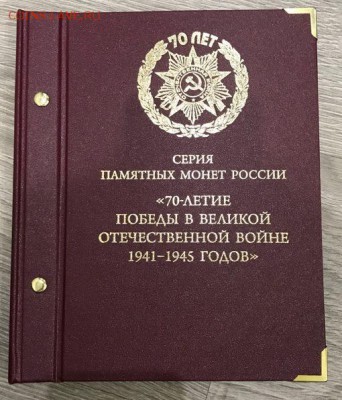 70 ЛЕТ
СЕРИЯ
ПАМЯТНЫХ МОНЕТ РОССИИ
«70-ЛЕТИЕ
ПОБЕДЫ В ВЕЛИКОЙ
ОТЕЧЕСТВЕННОЙ ВОЙНЕ
1941–1945 ГОДОВ»